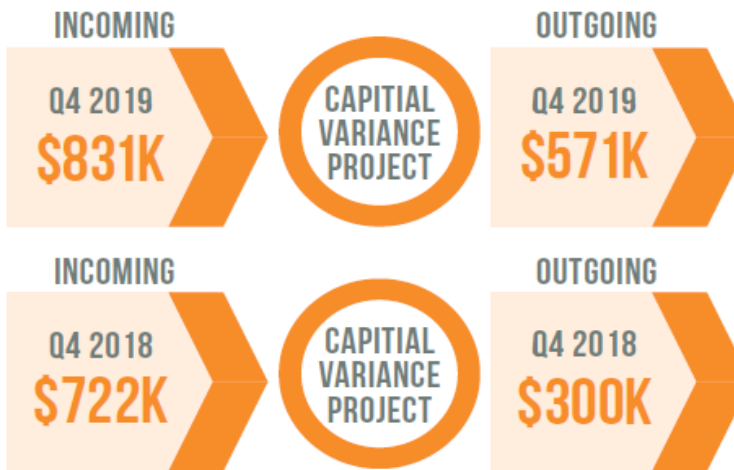 INCOMING
Q4 2019
$831K
CAPITIAL
VARIANCE
PROJECT
OUTGOING
Q4 2019
$571K
INCOMING
Q4 2018
$722K
CAPITIAL
VARIANCE
PROJECT
OUTGOING
Q4 2018
$300K